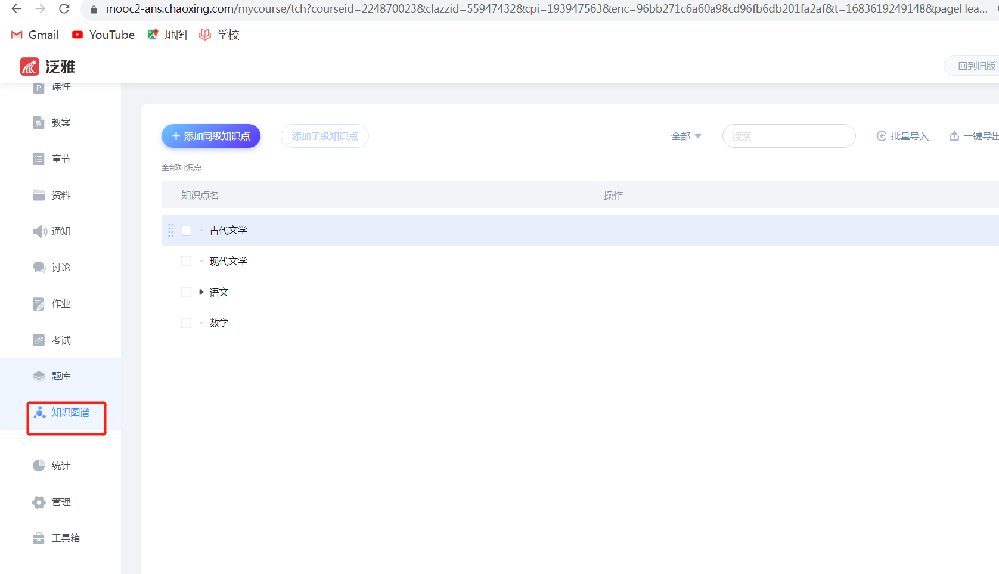 mooc2-ans.chaoxing.com/mycourse/tch?courseid=224870023&clazzid=55947432&cpi=193947563&enc=96bb271c6a60a98cd96fb6db201fa2af&t=1683619249148&pageHea...
Gmail YouTube 地图 学校
泛雅 回到旧版
课件
教案
章节
资料
通知
讨论
作业
考试
题库
知识图谱
统计
管理
工具箱
+ 添加同级知识点 添加子级知识点 全部 搜索 批量导入 一键导出
全部知识点
知识点名 操作
古代文学
现代文学
语文
数学